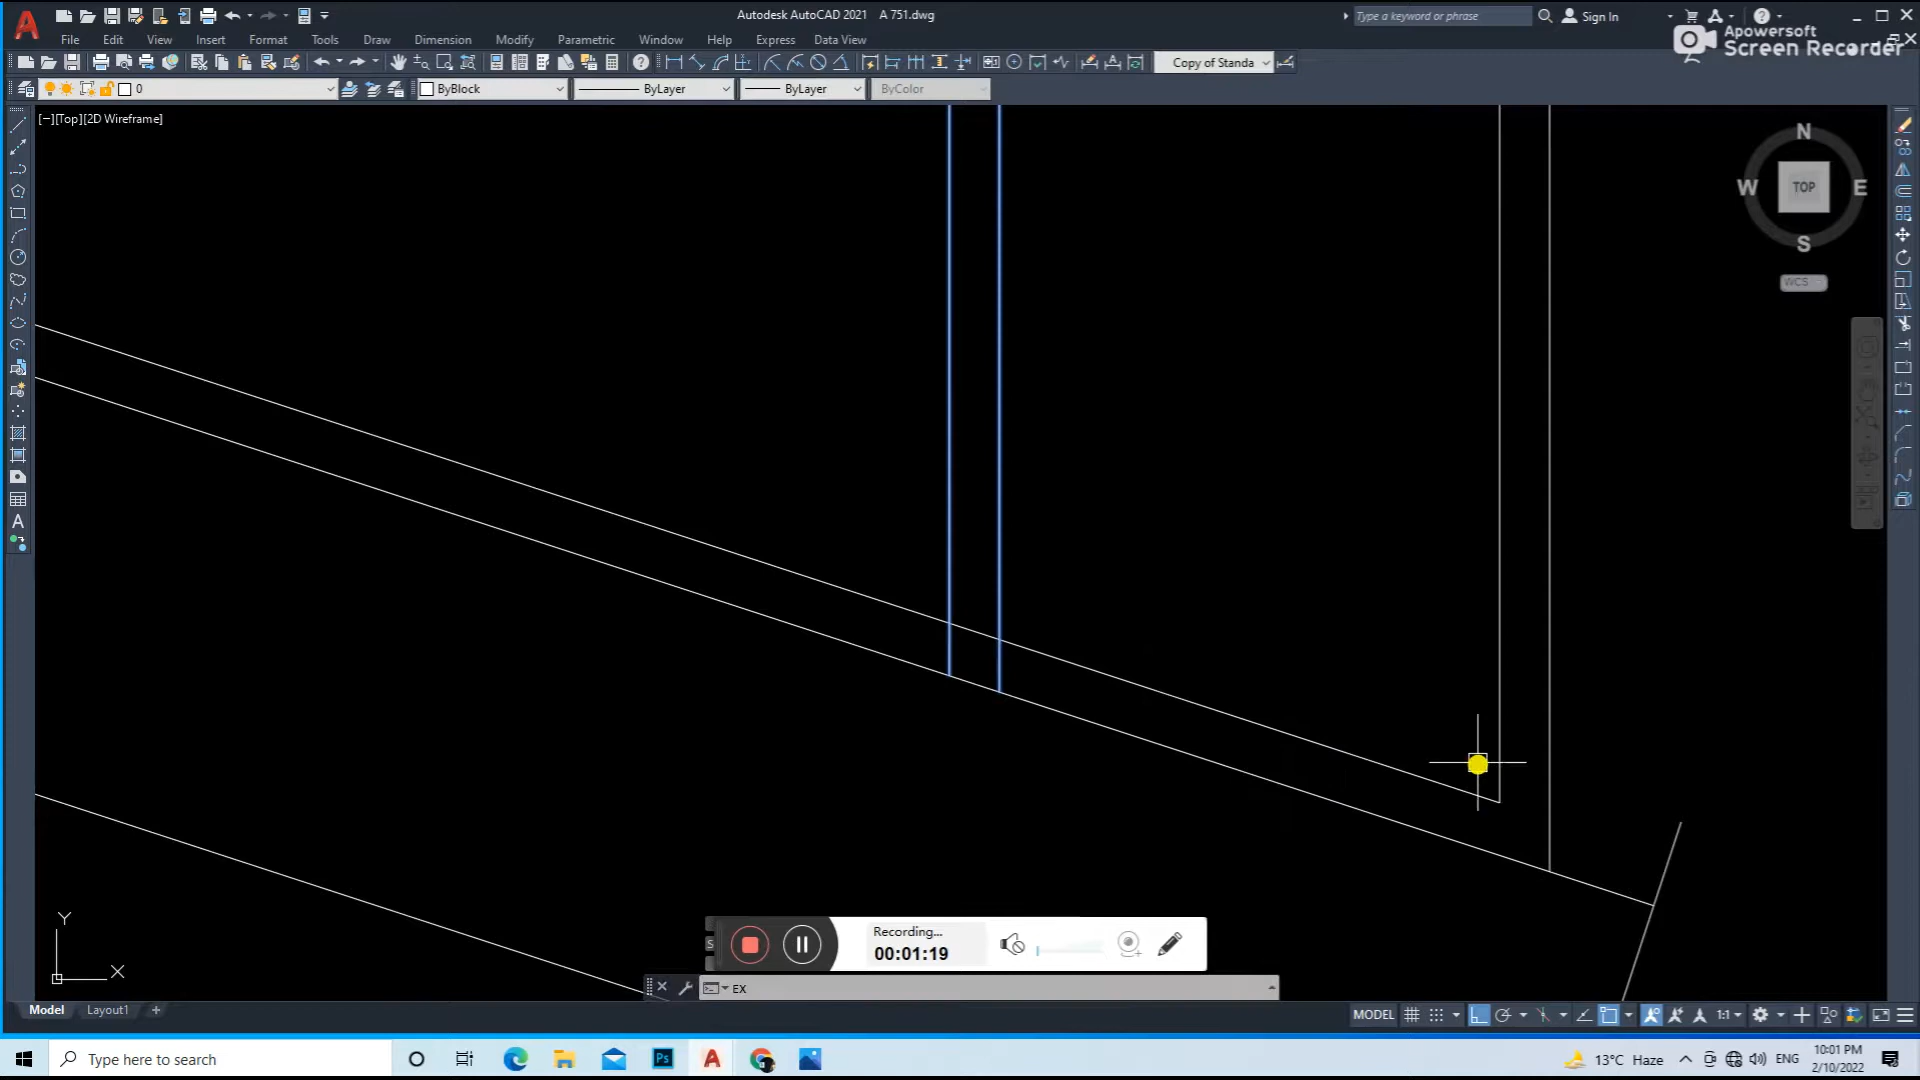 Autodesk AutoCAD 2021 A 751.dwg
Type a keyword or phrase
Sign In
File Edit View Insert Format Tools Draw Dimension Modify Parametric Window Help Express Data View
Apowersoft
Screen Recorder
Copy of Standa
0
ByBlock
ByLayer
ByLayer
ByColor
[−][Top][2D Wireframe]
N
W TOP E
S
WCS
Recording...
00:01:19
S
Y
X
EX
Model Layout1 +
MODEL
1:1
Type here to search
Ps
13°C Haze
ENG
10:01 PM
2/10/2022